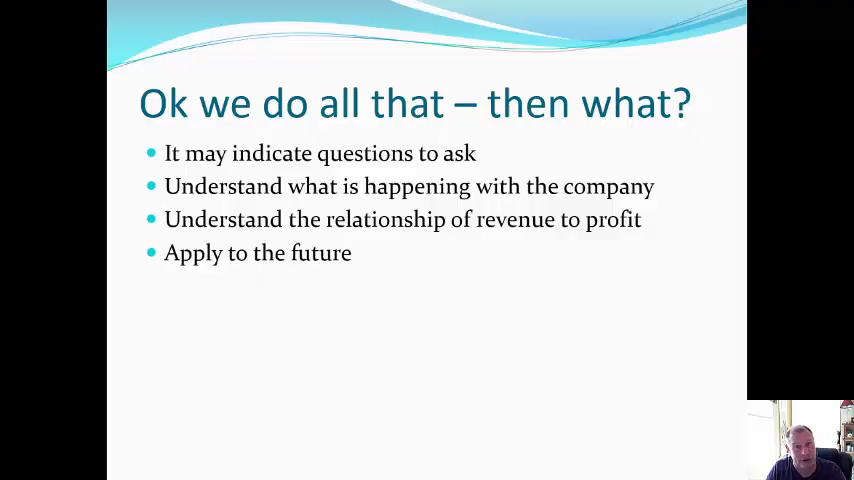 Ok we do all that – then what?
It may indicate questions to ask
Understand what is happening with the company
Understand the relationship of revenue to profit
Apply to the future